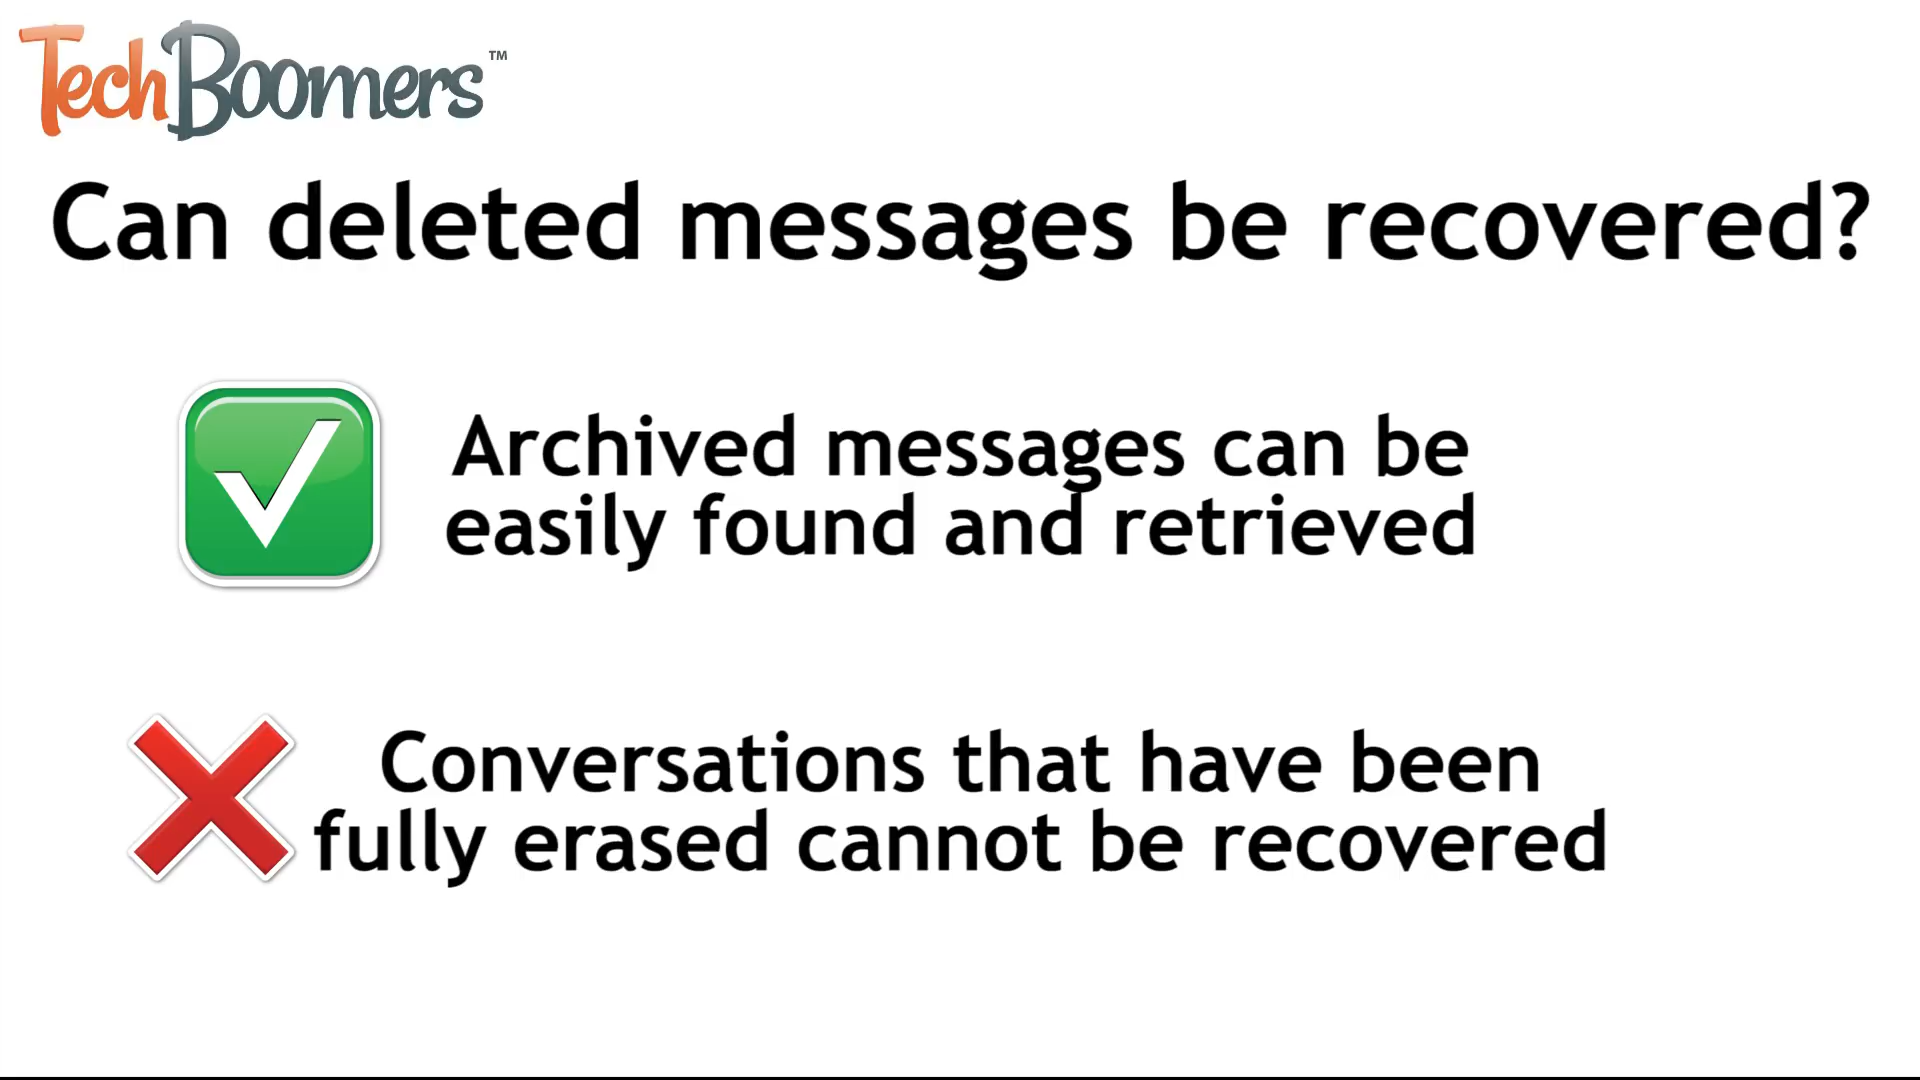 TechBoomers™
Can deleted messages be recovered?
Archived messages can be
easily found and retrieved
Conversations that have been
fully erased cannot be recovered